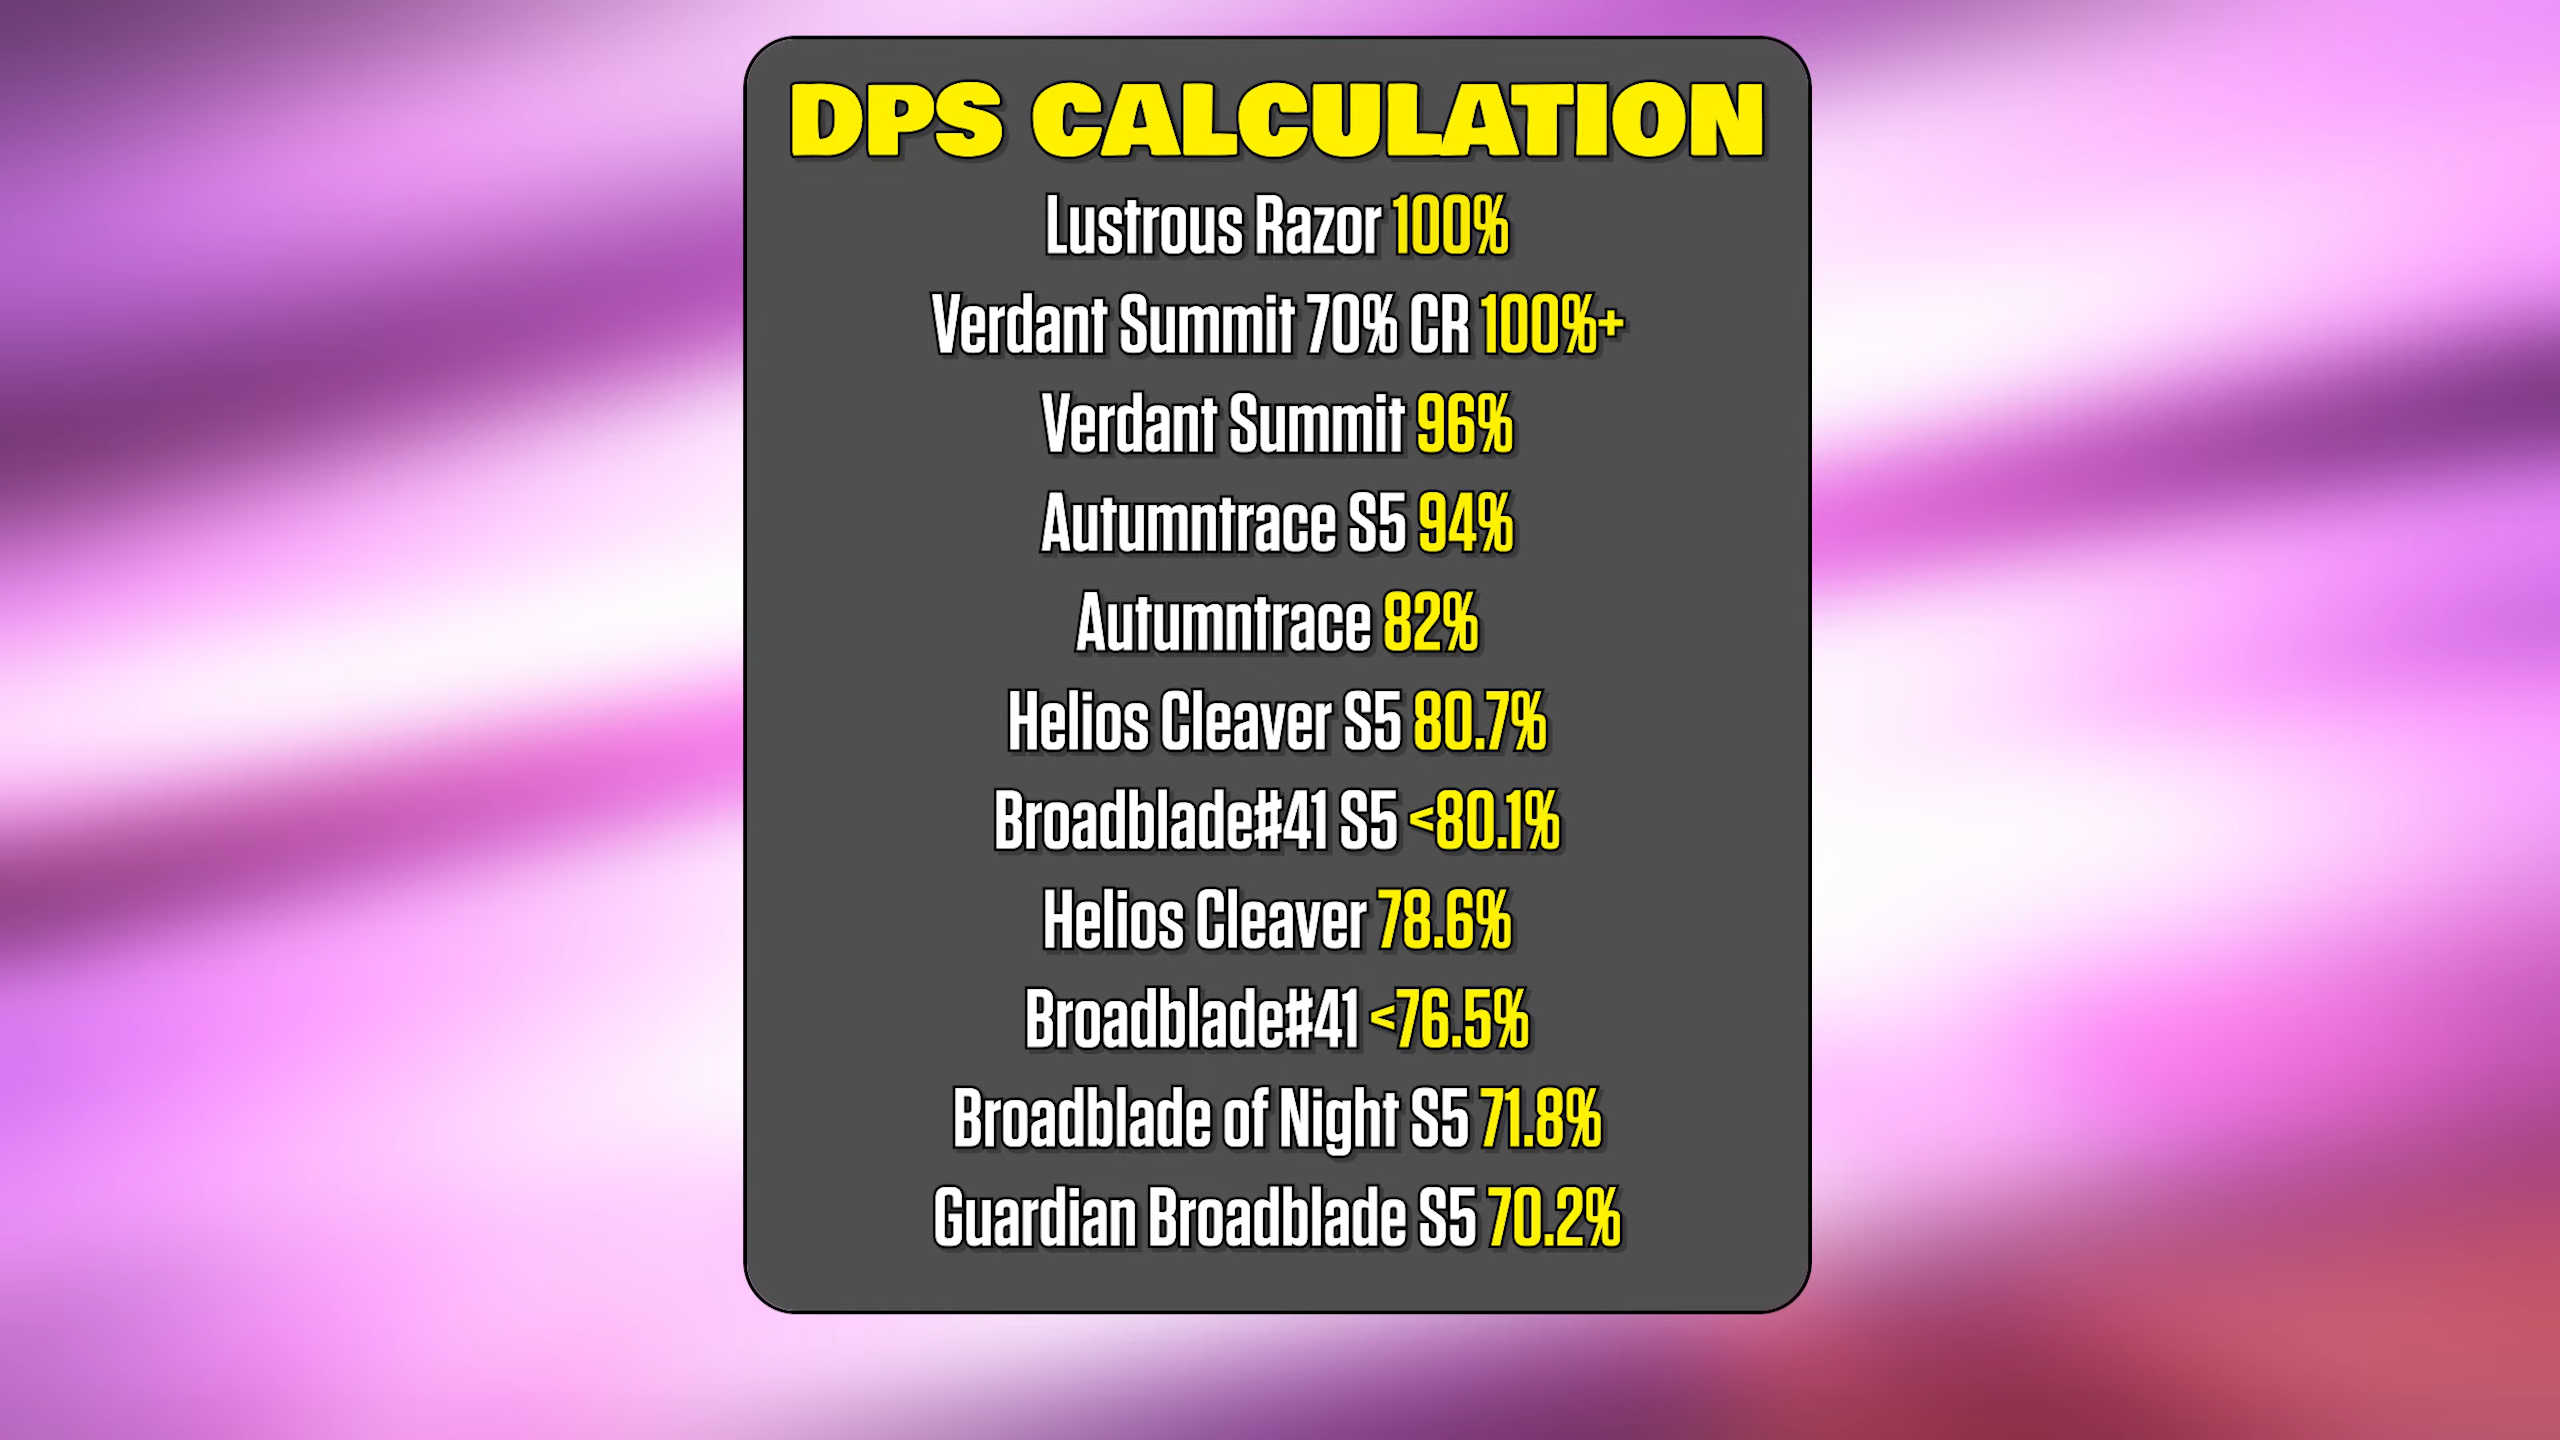 DPS CALCULATION
Lustrous Razor 100%
Verdant Summit 70% CR 100%+
Verdant Summit 96%
Autumntrace S5 94%
Autumntrace 82%
Helios Cleaver S5 80.7%
Broadblade#41 S5 <80.1%
Helios Cleaver 78.6%
Broadblade#41 <76.5%
Broadblade of Night S5 71.8%
Guardian Broadblade S5 70.2%